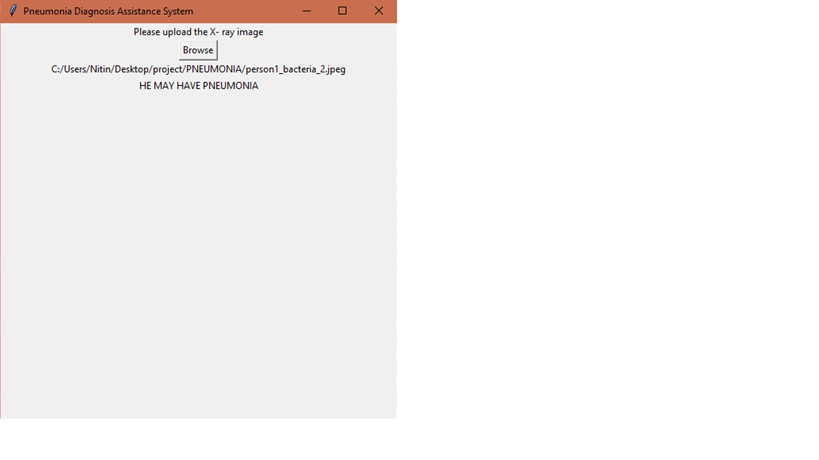 Pneumonia Diagnosis Assistance System
Please upload the X- ray image
Browse
C:/Users/Nitin/Desktop/project/PNEUMONIA/person1_bacteria_2.jpeg
HE MAY HAVE PNEUMONIA